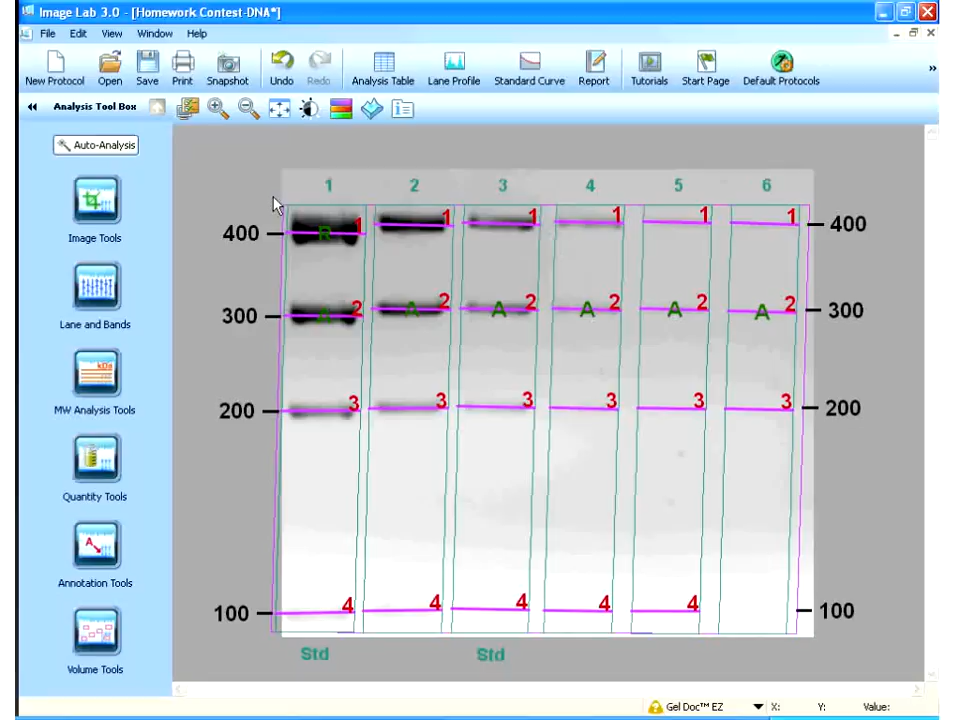 Image Lab 3.0 - [Homework Contest-DNA*]
File Edit View Window Help
New Protocol Open Save Print Snapshot Undo Redo Analysis Table Lane Profile Standard Curve Report Tutorials Start Page Default Protocols »
Analysis Tool Box
Auto-Analysis
Image Tools
Lane and Bands
kDa
MW Analysis Tools
Quantity Tools
A
Annotation Tools
Volume Tools
1 2 3 4 5 6
400 R 1 1 1 1 1 1 400
300 A 2 A 2 A 2 A 2 A 2 A 2 300
200 3 3 3 3 3 3 200
100 4 4 4 4 4 100
Std Std
Gel Doc™ EZ X: Y: Value: